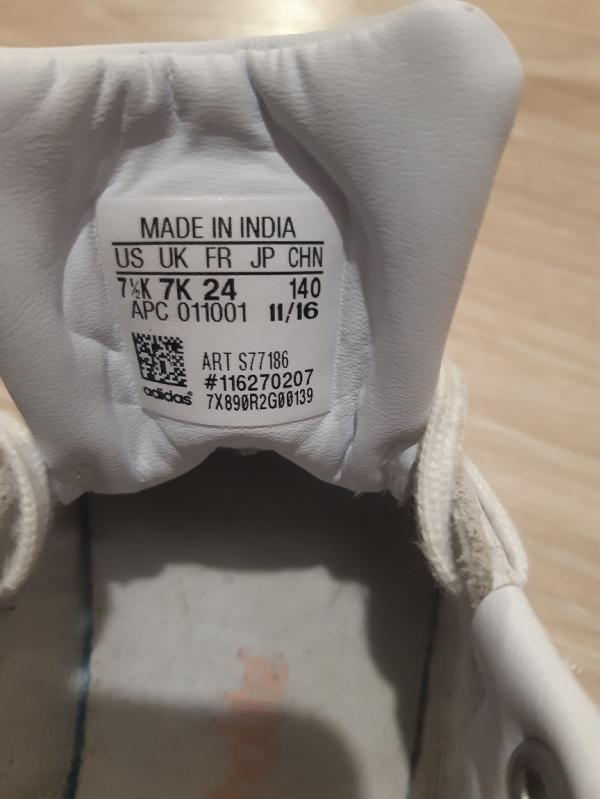 MADE IN INDIA
US UK FR JP CHN
7½K 7K 24 140
APC 011001 11/16
ART S77186
#116270207
adidas 7X890R2G00139